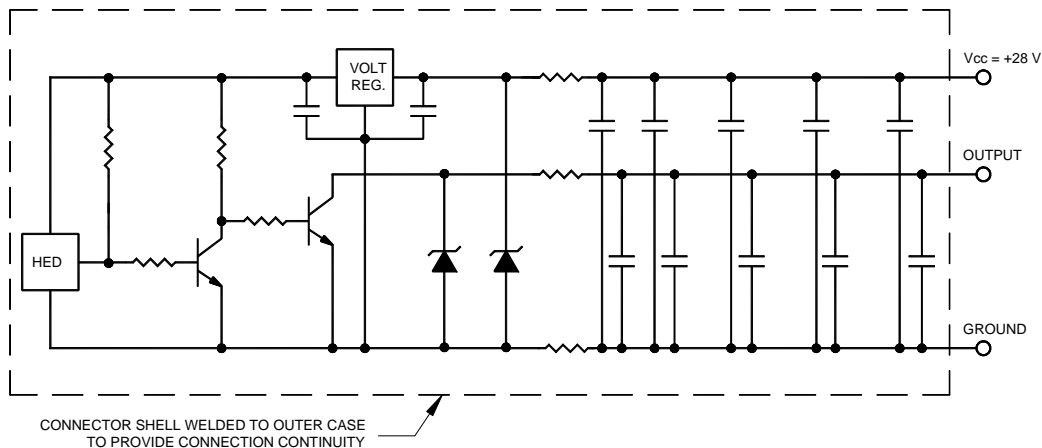 Vcc = +28 V
VOLT
REG.
OUTPUT
HED
GROUND
CONNECTOR SHELL WELDED TO OUTER CASE
TO PROVIDE CONNECTION CONTINUITY